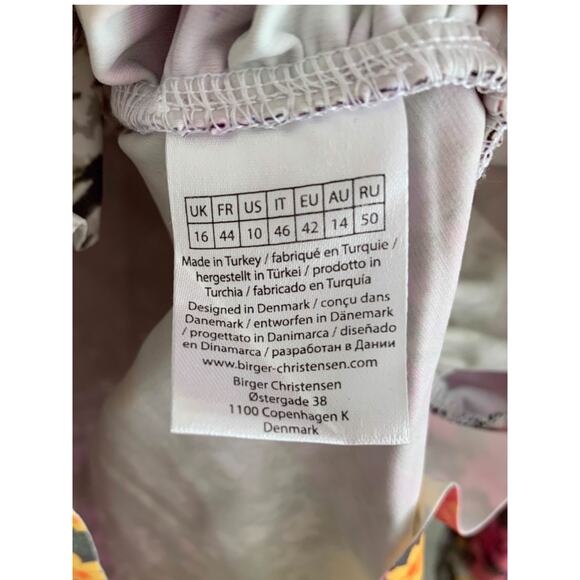 UK FR US IT EU AU RU
16 44 10 46 42 14 50
Made in Turkey / fabriqué en Turquie /
hergestellt in Türkei / prodotto in
Turchia / fabricado en Turquía
Designed in Denmark / conçu dans
Danemark / entworfen in Dänemark
/ progettato in Danimarca / diseñado
en Dinamarca / разработан в Дании
www.birger-christensen.com
Birger Christensen
Østergade 38
1100 Copenhagen K
Denmark